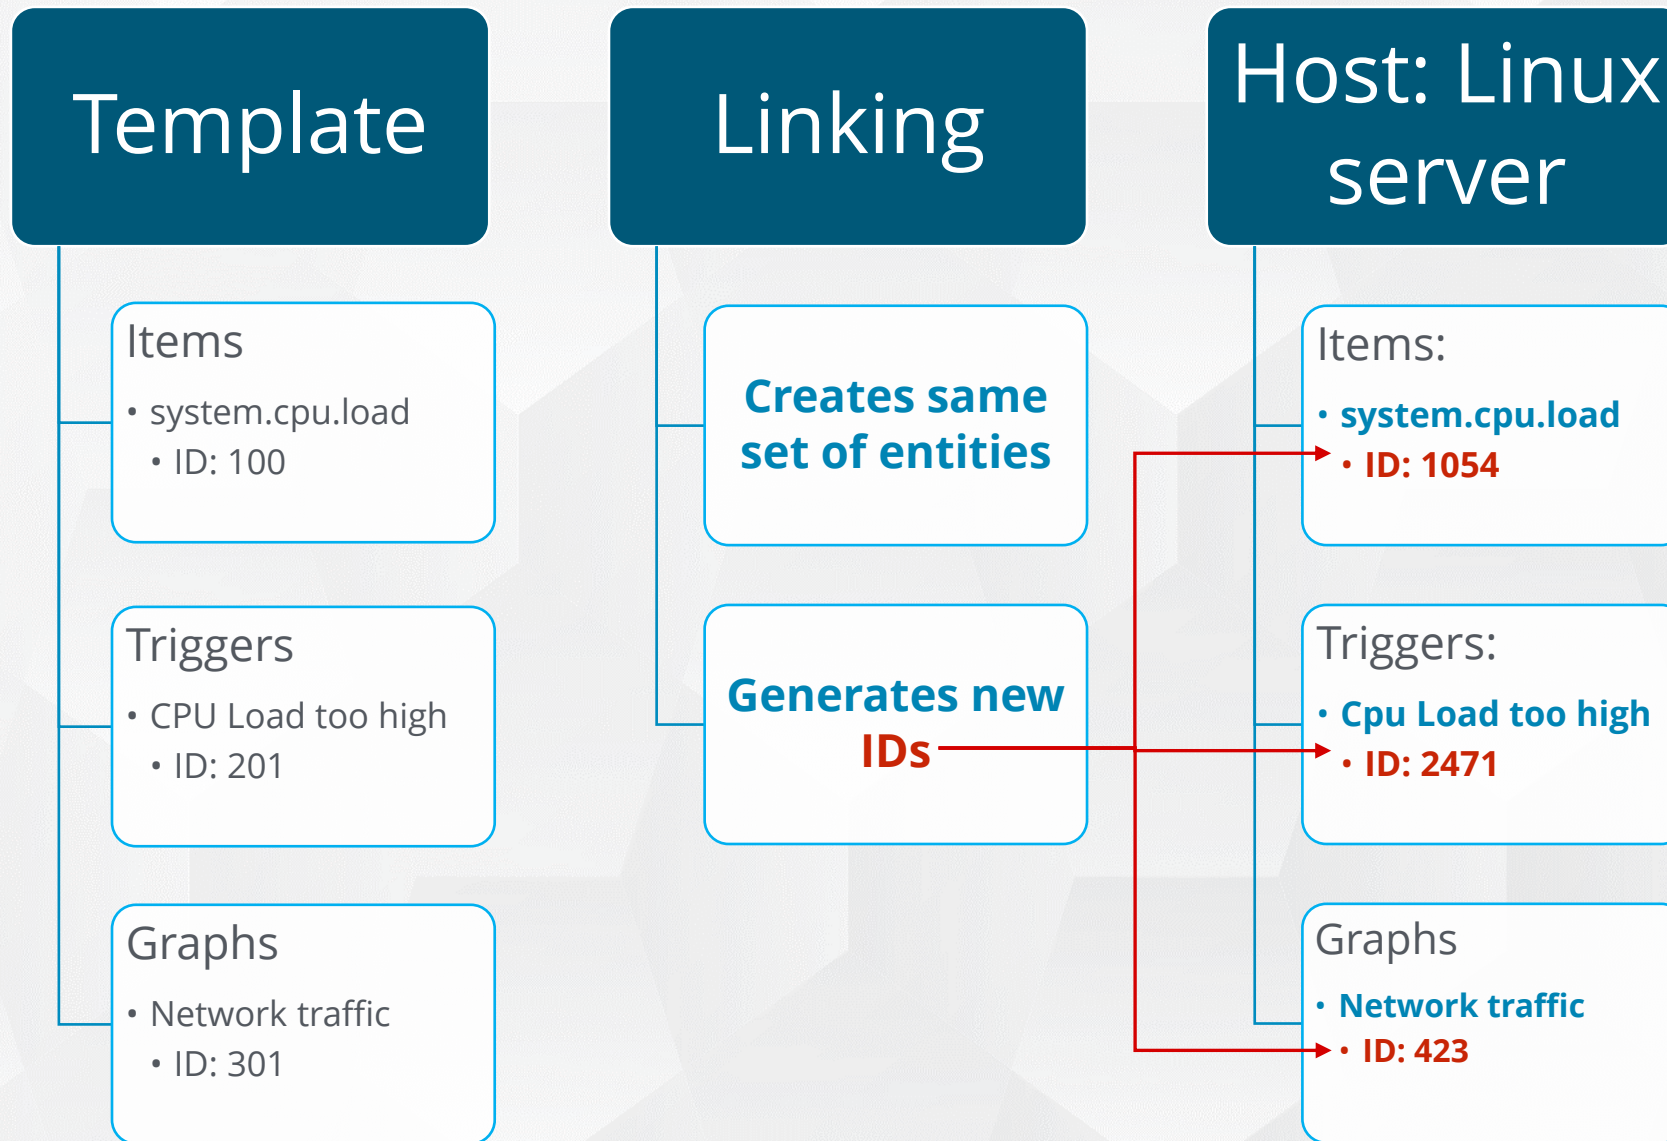 Template
Items
• system.cpu.load
• ID: 100
Triggers
• CPU Load too high
• ID: 201
Graphs
• Network traffic
• ID: 301
Linking
Creates same
set of entities
Generates new
IDs
Host: Linux
server
Items:
• system.cpu.load
• ID: 1054
Triggers:
• Cpu Load too high
• ID: 2471
Graphs
• Network traffic
• ID: 423